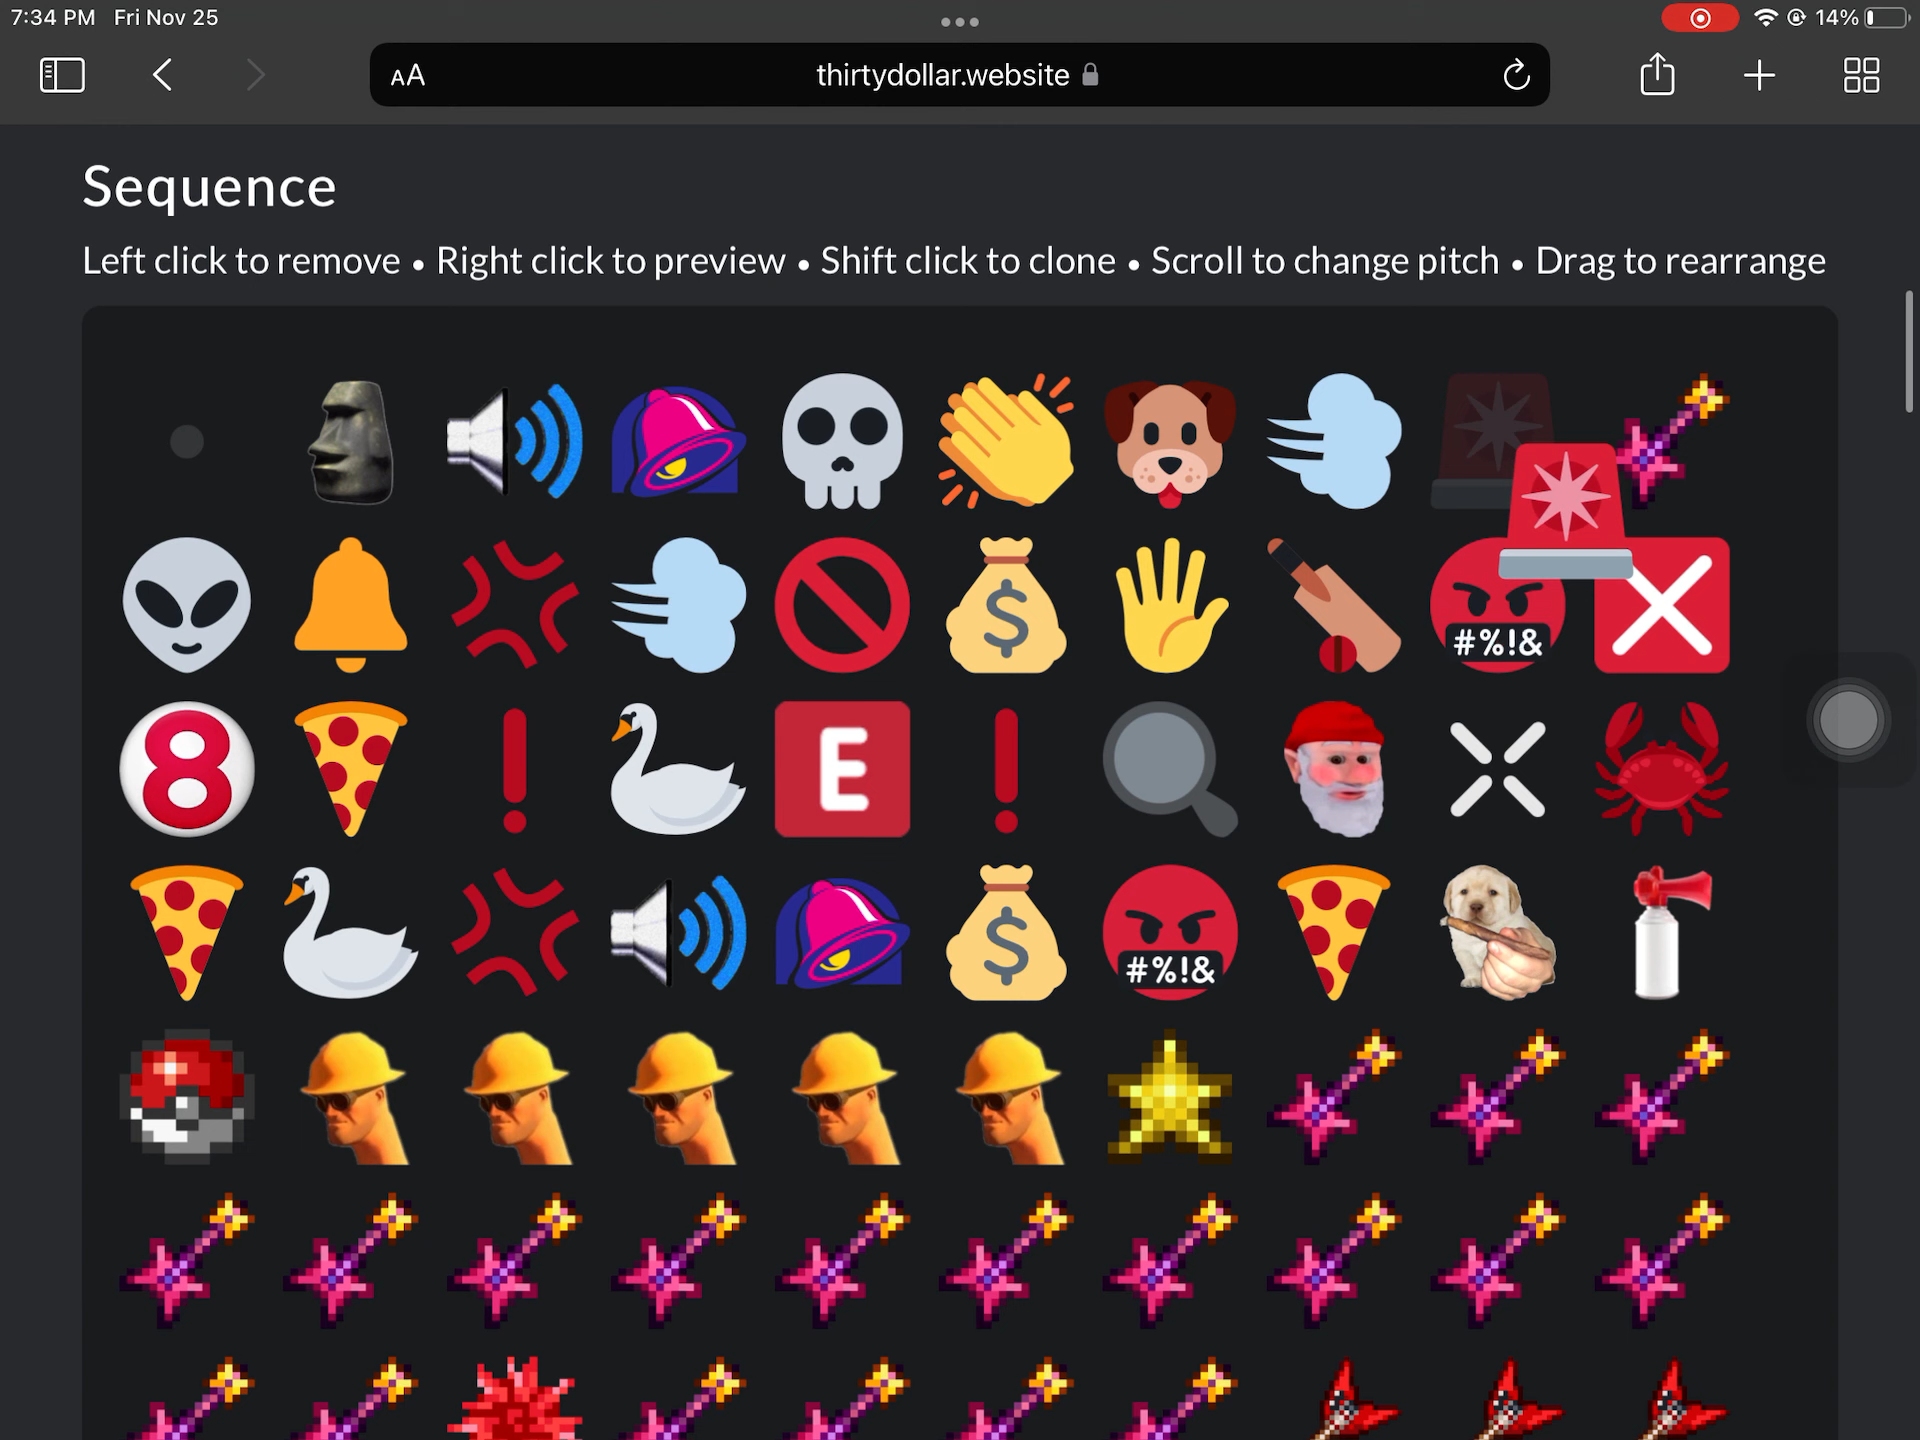 7:34 PM Fri Nov 25
14%
AA
thirtydollar.website
Sequence
Left click to remove • Right click to preview • Shift click to clone • Scroll to change pitch • Drag to rearrange
$
#%!&
8
E
$
#%!&